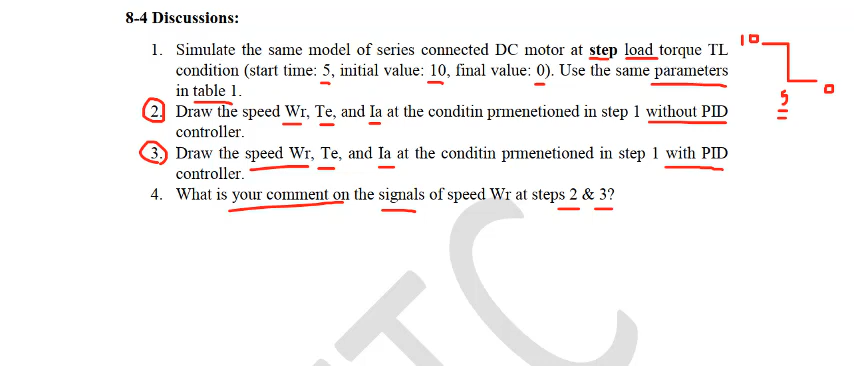 8-4 Discussions:
1. Simulate the same model of series connected DC motor at step load torque TL
condition (start time: 5, initial value: 10, final value: 0). Use the same parameters
in table 1.
2. Draw the speed Wr, Te, and Ia at the conditin prmenetioned in step 1 without PID
controller.
3. Draw the speed Wr, Te, and Ia at the conditin prmenetioned in step 1 with PID
controller.
4. What is your comment on the signals of speed Wr at steps 2 & 3?
10
5
0
TC